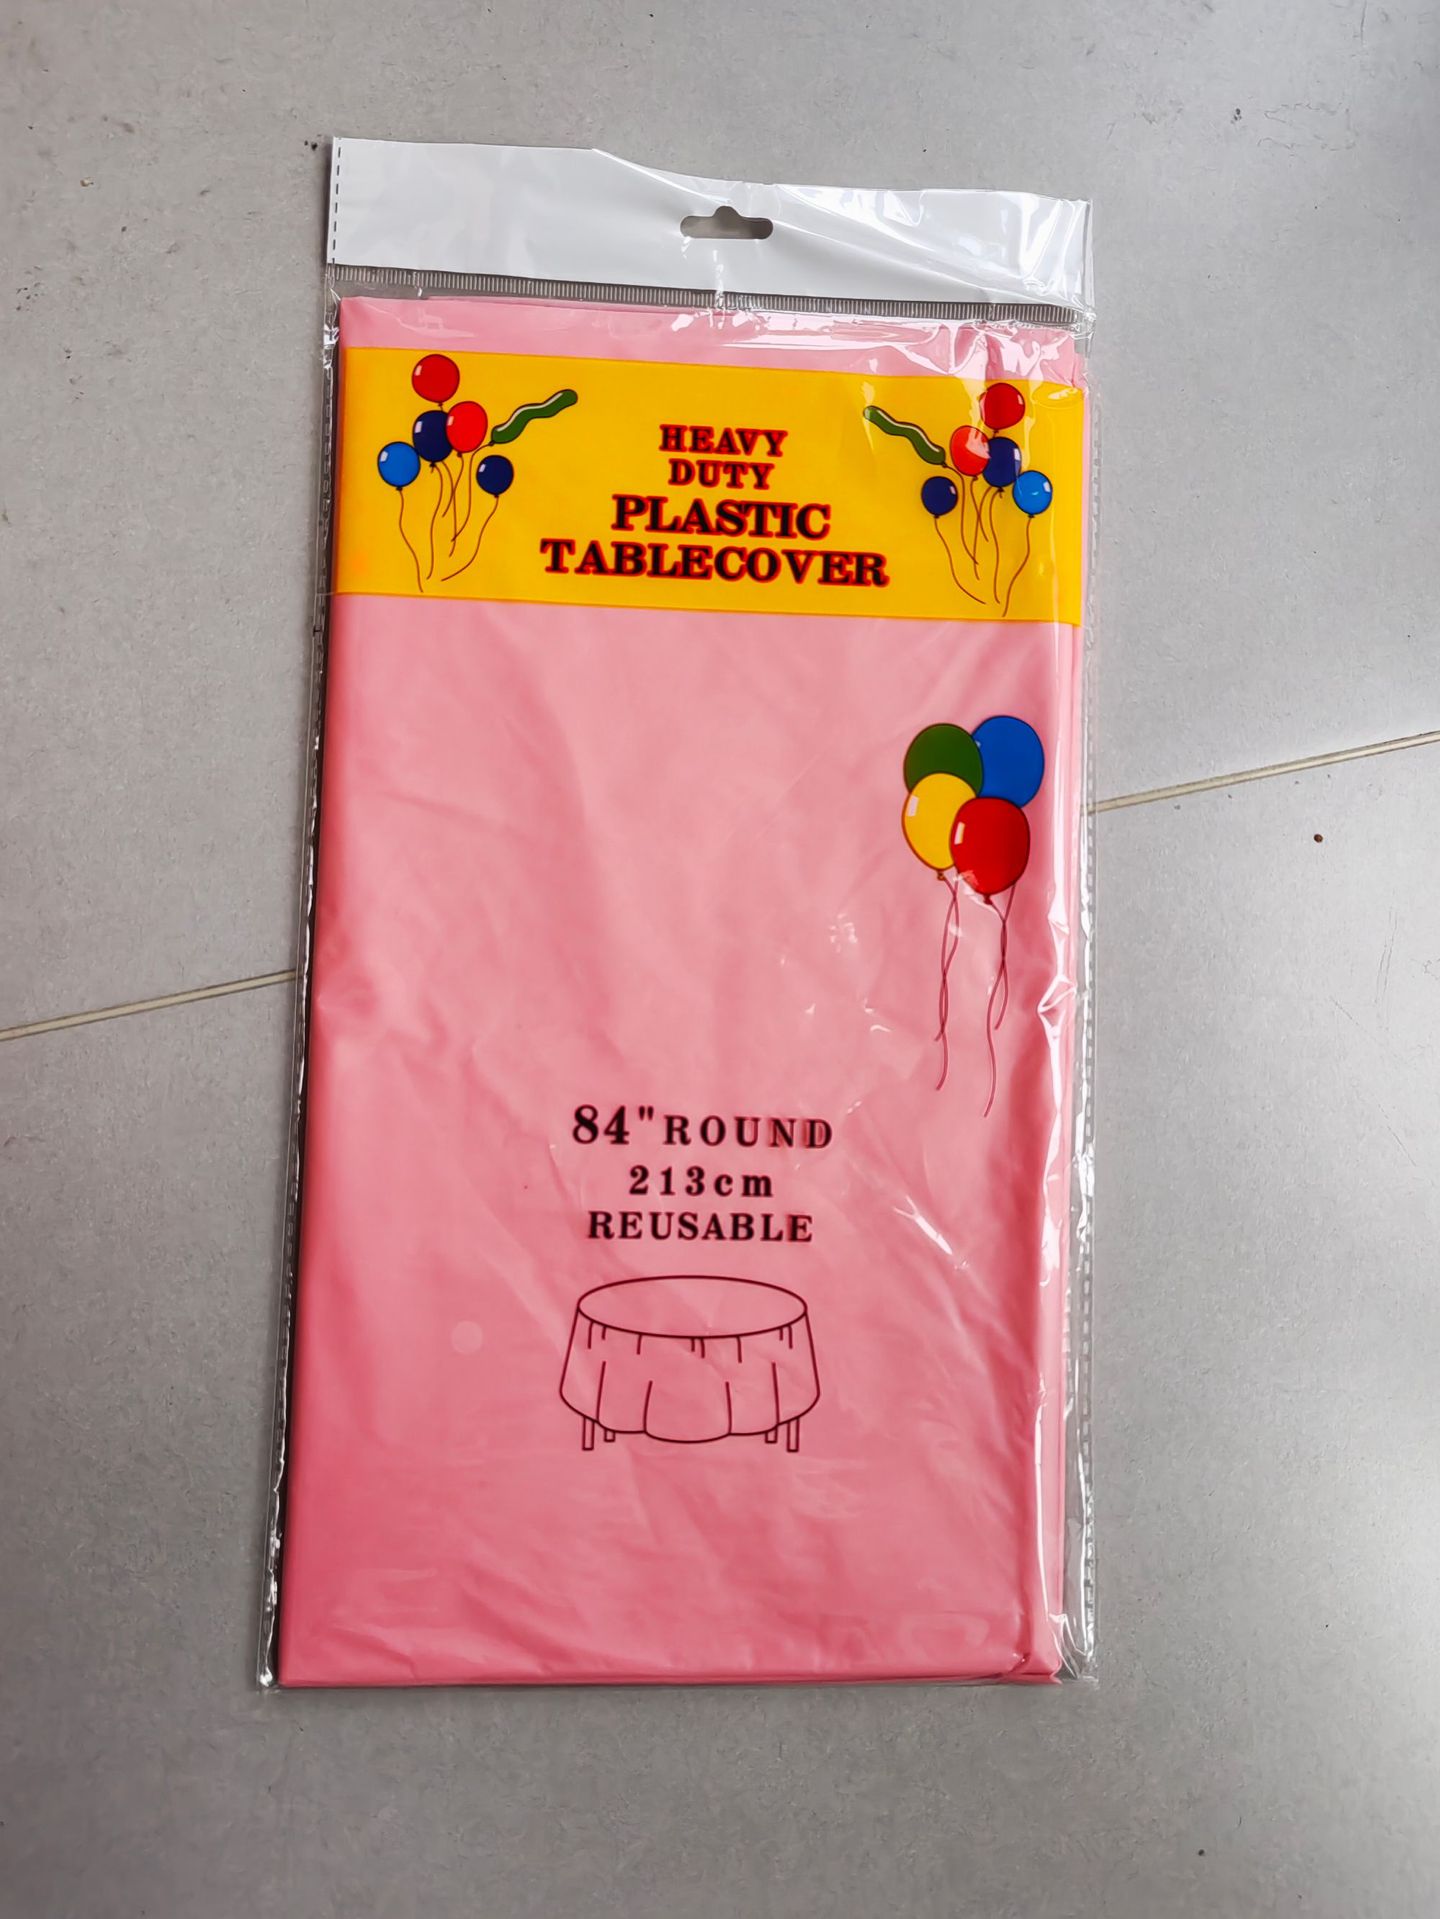 HEAVY
DUTY
PLASTIC
TABLECOVER
84" ROUND
213cm
REUSABLE